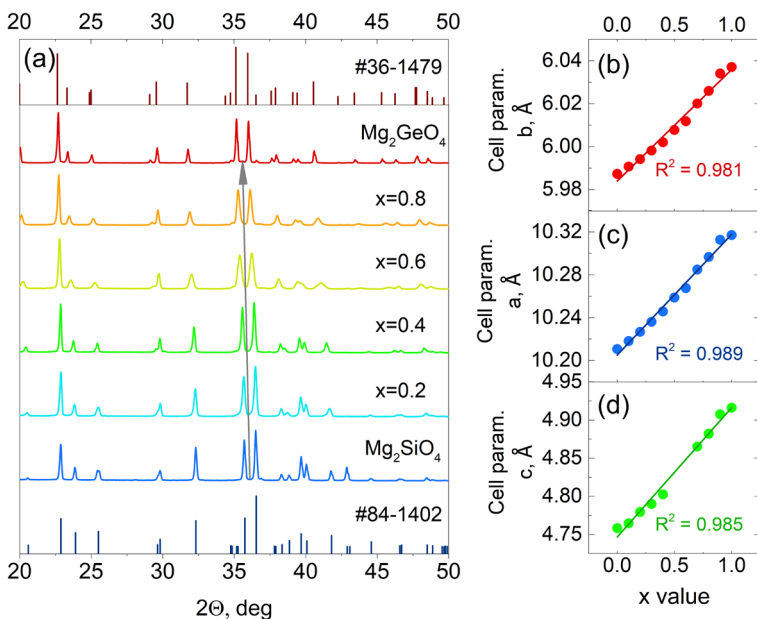 20 25 30 35 40 45 50
(a)
#36-1479
Mg₂GeO₄
x=0.8
x=0.6
x=0.4
x=0.2
Mg₂SiO₄
#84-1402
20 25 30 35 40 45 50
2Θ, deg
0.0 0.5 1.0
(b)
6.04
6.02
6.00
5.98
Cell param.
b, Å
R² = 0.981
(c)
10.32
10.28
10.24
10.20
Cell param.
a, Å
R² = 0.989
4.95
(d)
4.90
4.85
4.80
4.75
Cell param.
c, Å
R² = 0.985
0.0 0.5 1.0
x value